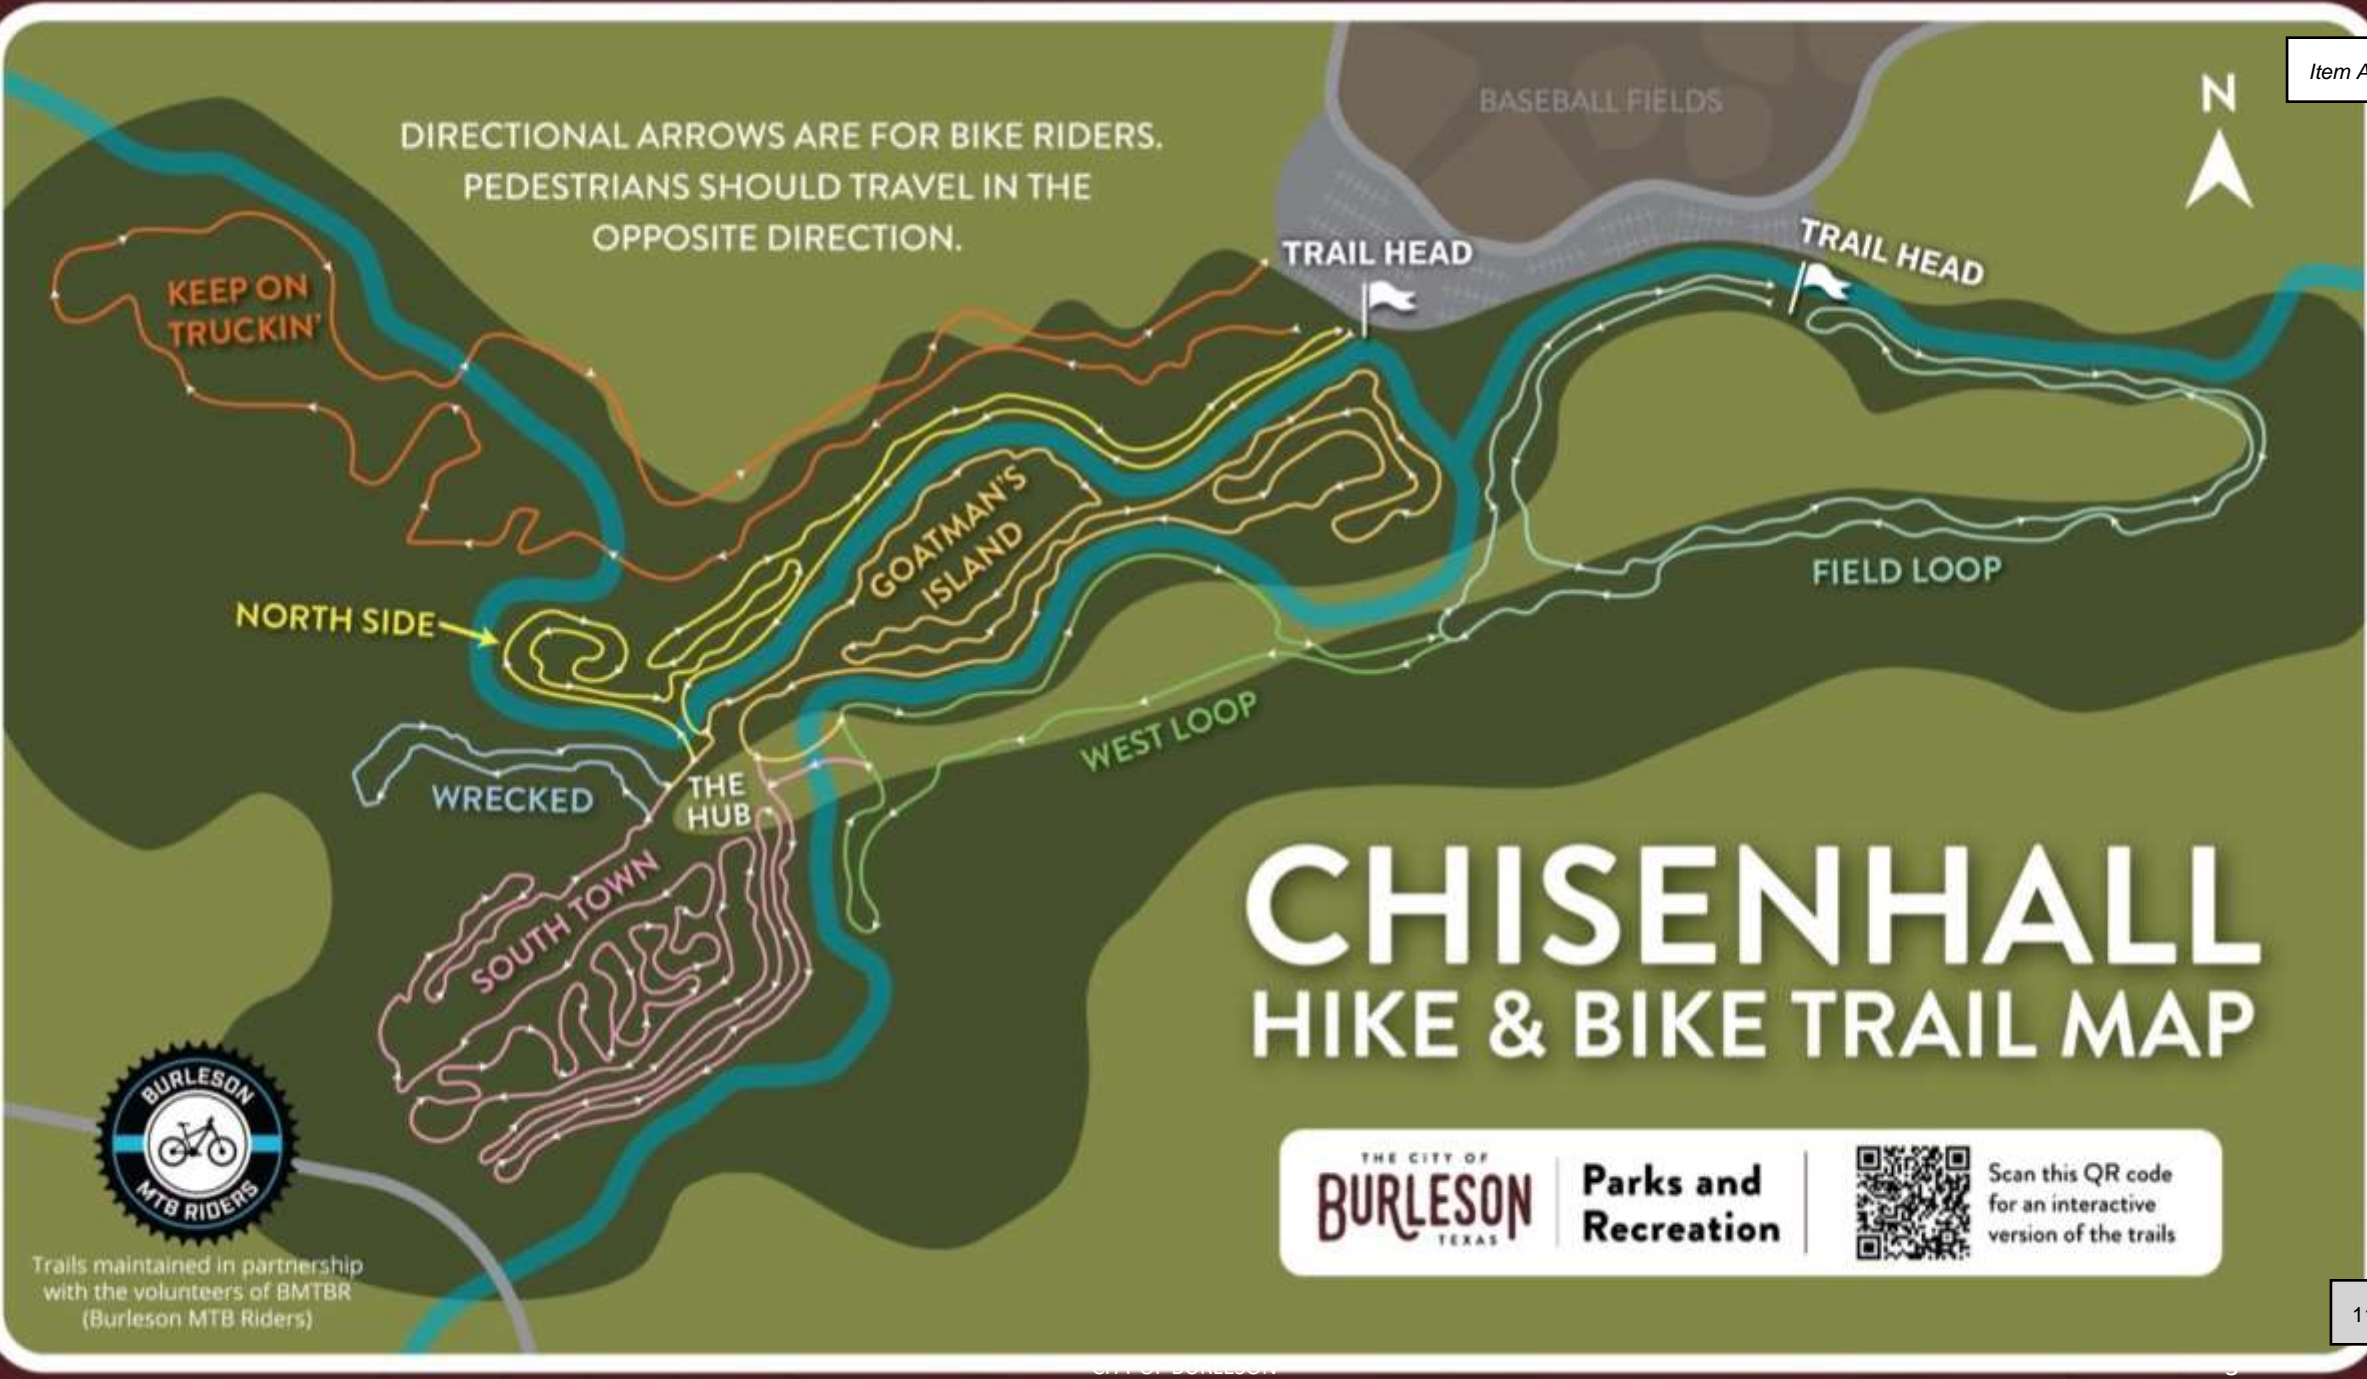 Item A
DIRECTIONAL ARROWS ARE FOR BIKE RIDERS.
PEDESTRIANS SHOULD TRAVEL IN THE
OPPOSITE DIRECTION.
BASEBALL FIELDS
N
TRAIL HEAD
TRAIL HEAD
KEEP ON
TRUCKIN'
GOATMAN'S
ISLAND
NORTH SIDE
FIELD LOOP
WEST LOOP
WRECKED
THE
HUB
SOUTH TOWN
CHISENHALL
HIKE & BIKE TRAIL MAP
BURLESON
MTB RIDERS
Trails maintained in partnership
with the volunteers of BMTBR
(Burleson MTB Riders)
THE CITY OF
BURLESON
TEXAS
Parks and
Recreation
Scan this QR code
for an interactive
version of the trails
CITY OF BURLESON